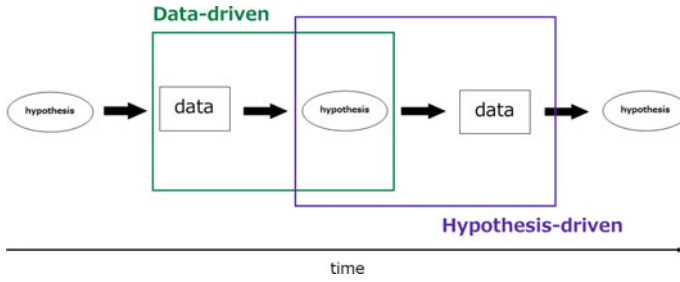 Data-driven
hypothesis
data
hypothesis
data
hypothesis
Hypothesis-driven
time